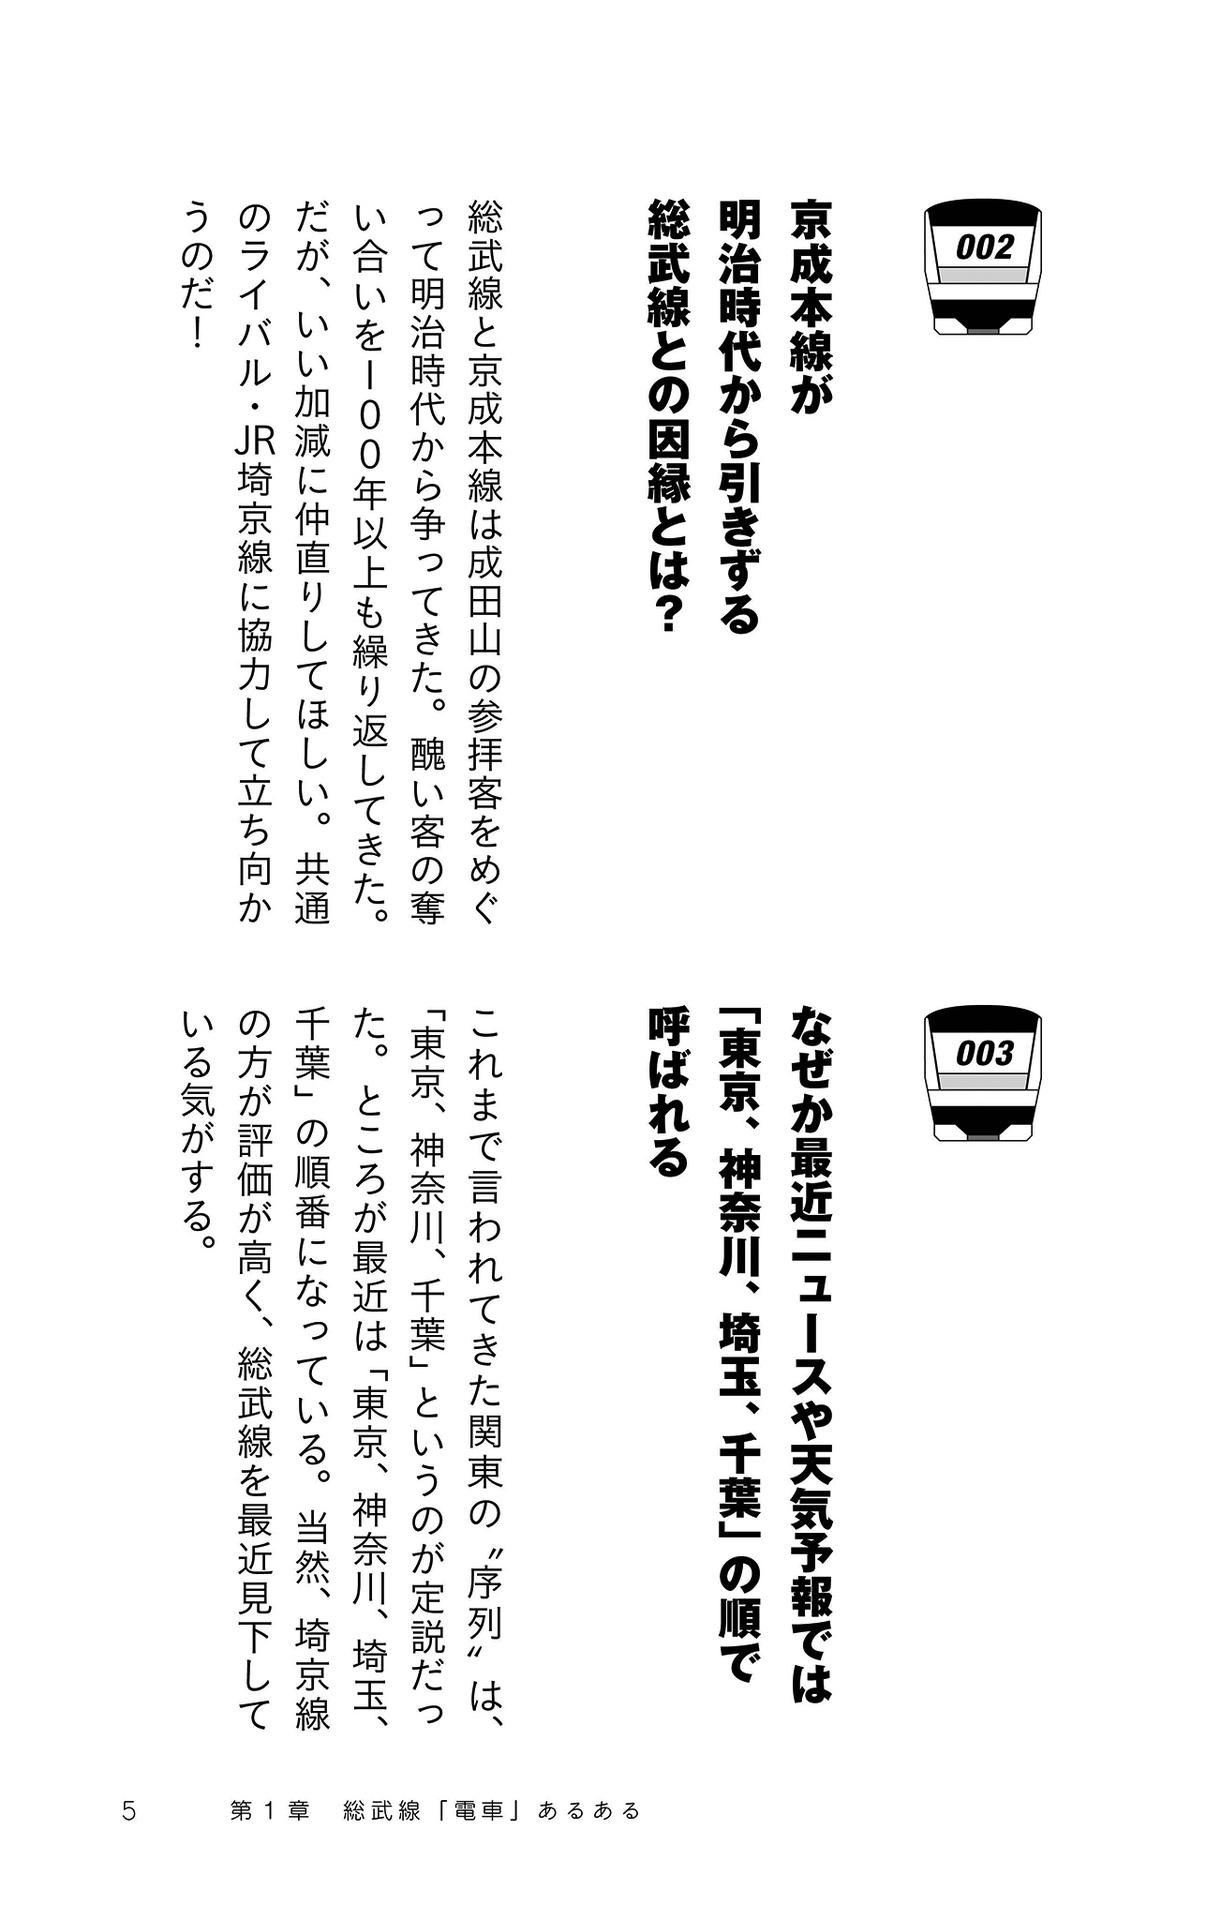 002
京成本線が
明治時代から引きずる
総武線との因縁とは？
総武線と京成本線は成田山の参拝客をめぐ
って明治時代から争ってきた。醜い客の奪
い合いを１００年以上も繰り返してきた。
だが、いい加減に仲直りしてほしい。共通
のライバル・JR埼京線に協力して立ち向か
うのだ！
003
なぜか最近ニュースや天気予報では
「東京、神奈川、埼玉、千葉」の順で
呼ばれる
これまで言われてきた関東の〝序列〟は、
「東京、神奈川、千葉」というのが定説だっ
た。ところが最近は「東京、神奈川、埼玉、
千葉」の順番になっている。当然、埼京線
の方が評価が高く、総武線を最近見下して
いる気がする。
5 第1章 総武線「電車」あるある